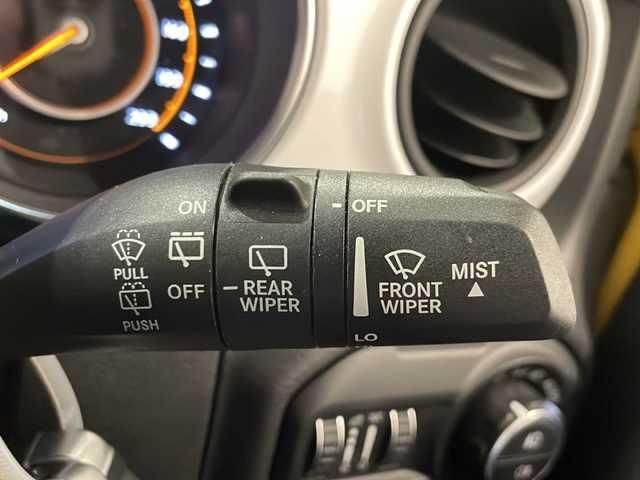 ON
PULL
OFF
PUSH
REAR
WIPER
OFF
FRONT
WIPER
MIST
LO